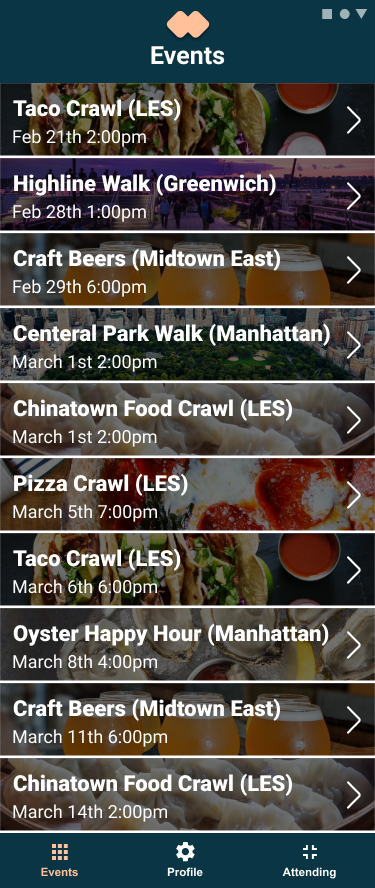 Events
Taco Crawl (LES)
Feb 21th 2:00pm
Highline Walk (Greenwich)
Feb 28th 1:00pm
Craft Beers (Midtown East)
Feb 29th 6:00pm
Centeral Park Walk (Manhattan)
March 1st 2:00pm
Chinatown Food Crawl (LES)
March 1st 2:00pm
Pizza Crawl (LES)
March 5th 7:00pm
Taco Crawl (LES)
March 6th 6:00pm
Oyster Happy Hour (Manhattan)
March 8th 4:00pm
Craft Beers (Midtown East)
March 11th 6:00pm
Chinatown Food Crawl (LES)
March 14th 2:00pm
Events
Profile
Attending